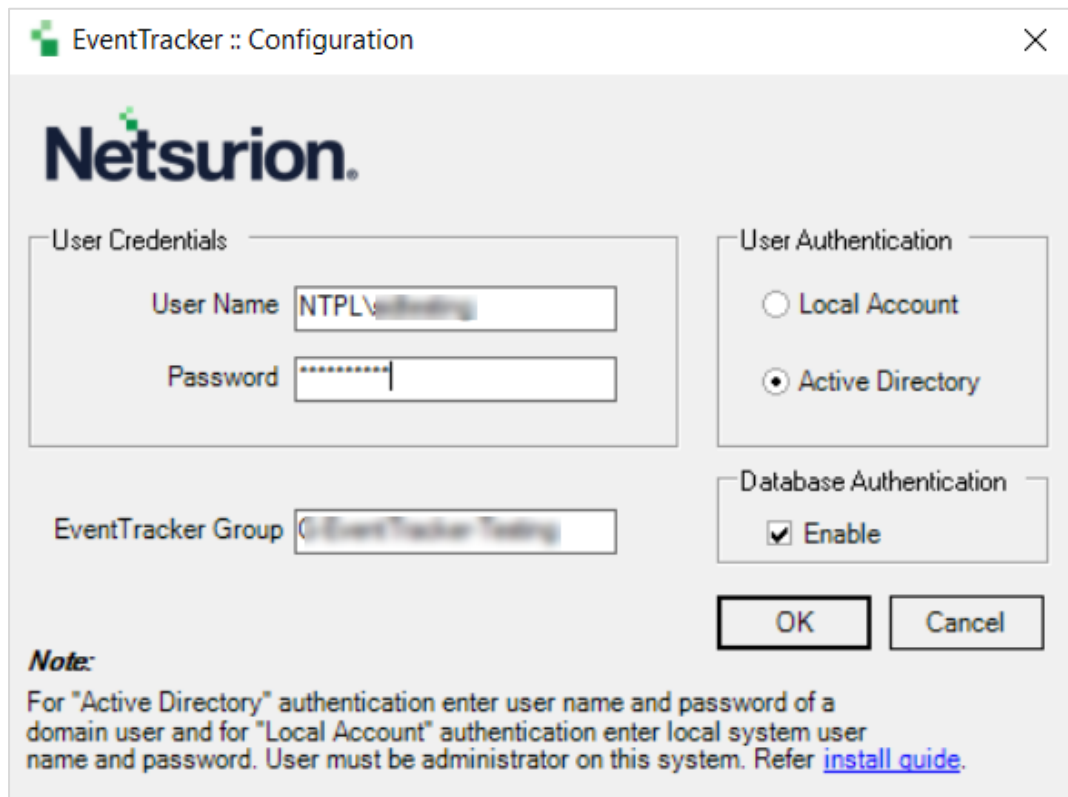 EventTracker :: Configuration
Netsurion®
User Credentials
User Name NTPL\
Password **********
User Authentication
Local Account
Active Directory
Database Authentication
Enable
EventTracker Group
OK Cancel
Note:
For "Active Directory" authentication enter user name and password of a
domain user and for "Local Account" authentication enter local system user
name and password. User must be administrator on this system. Refer install guide.